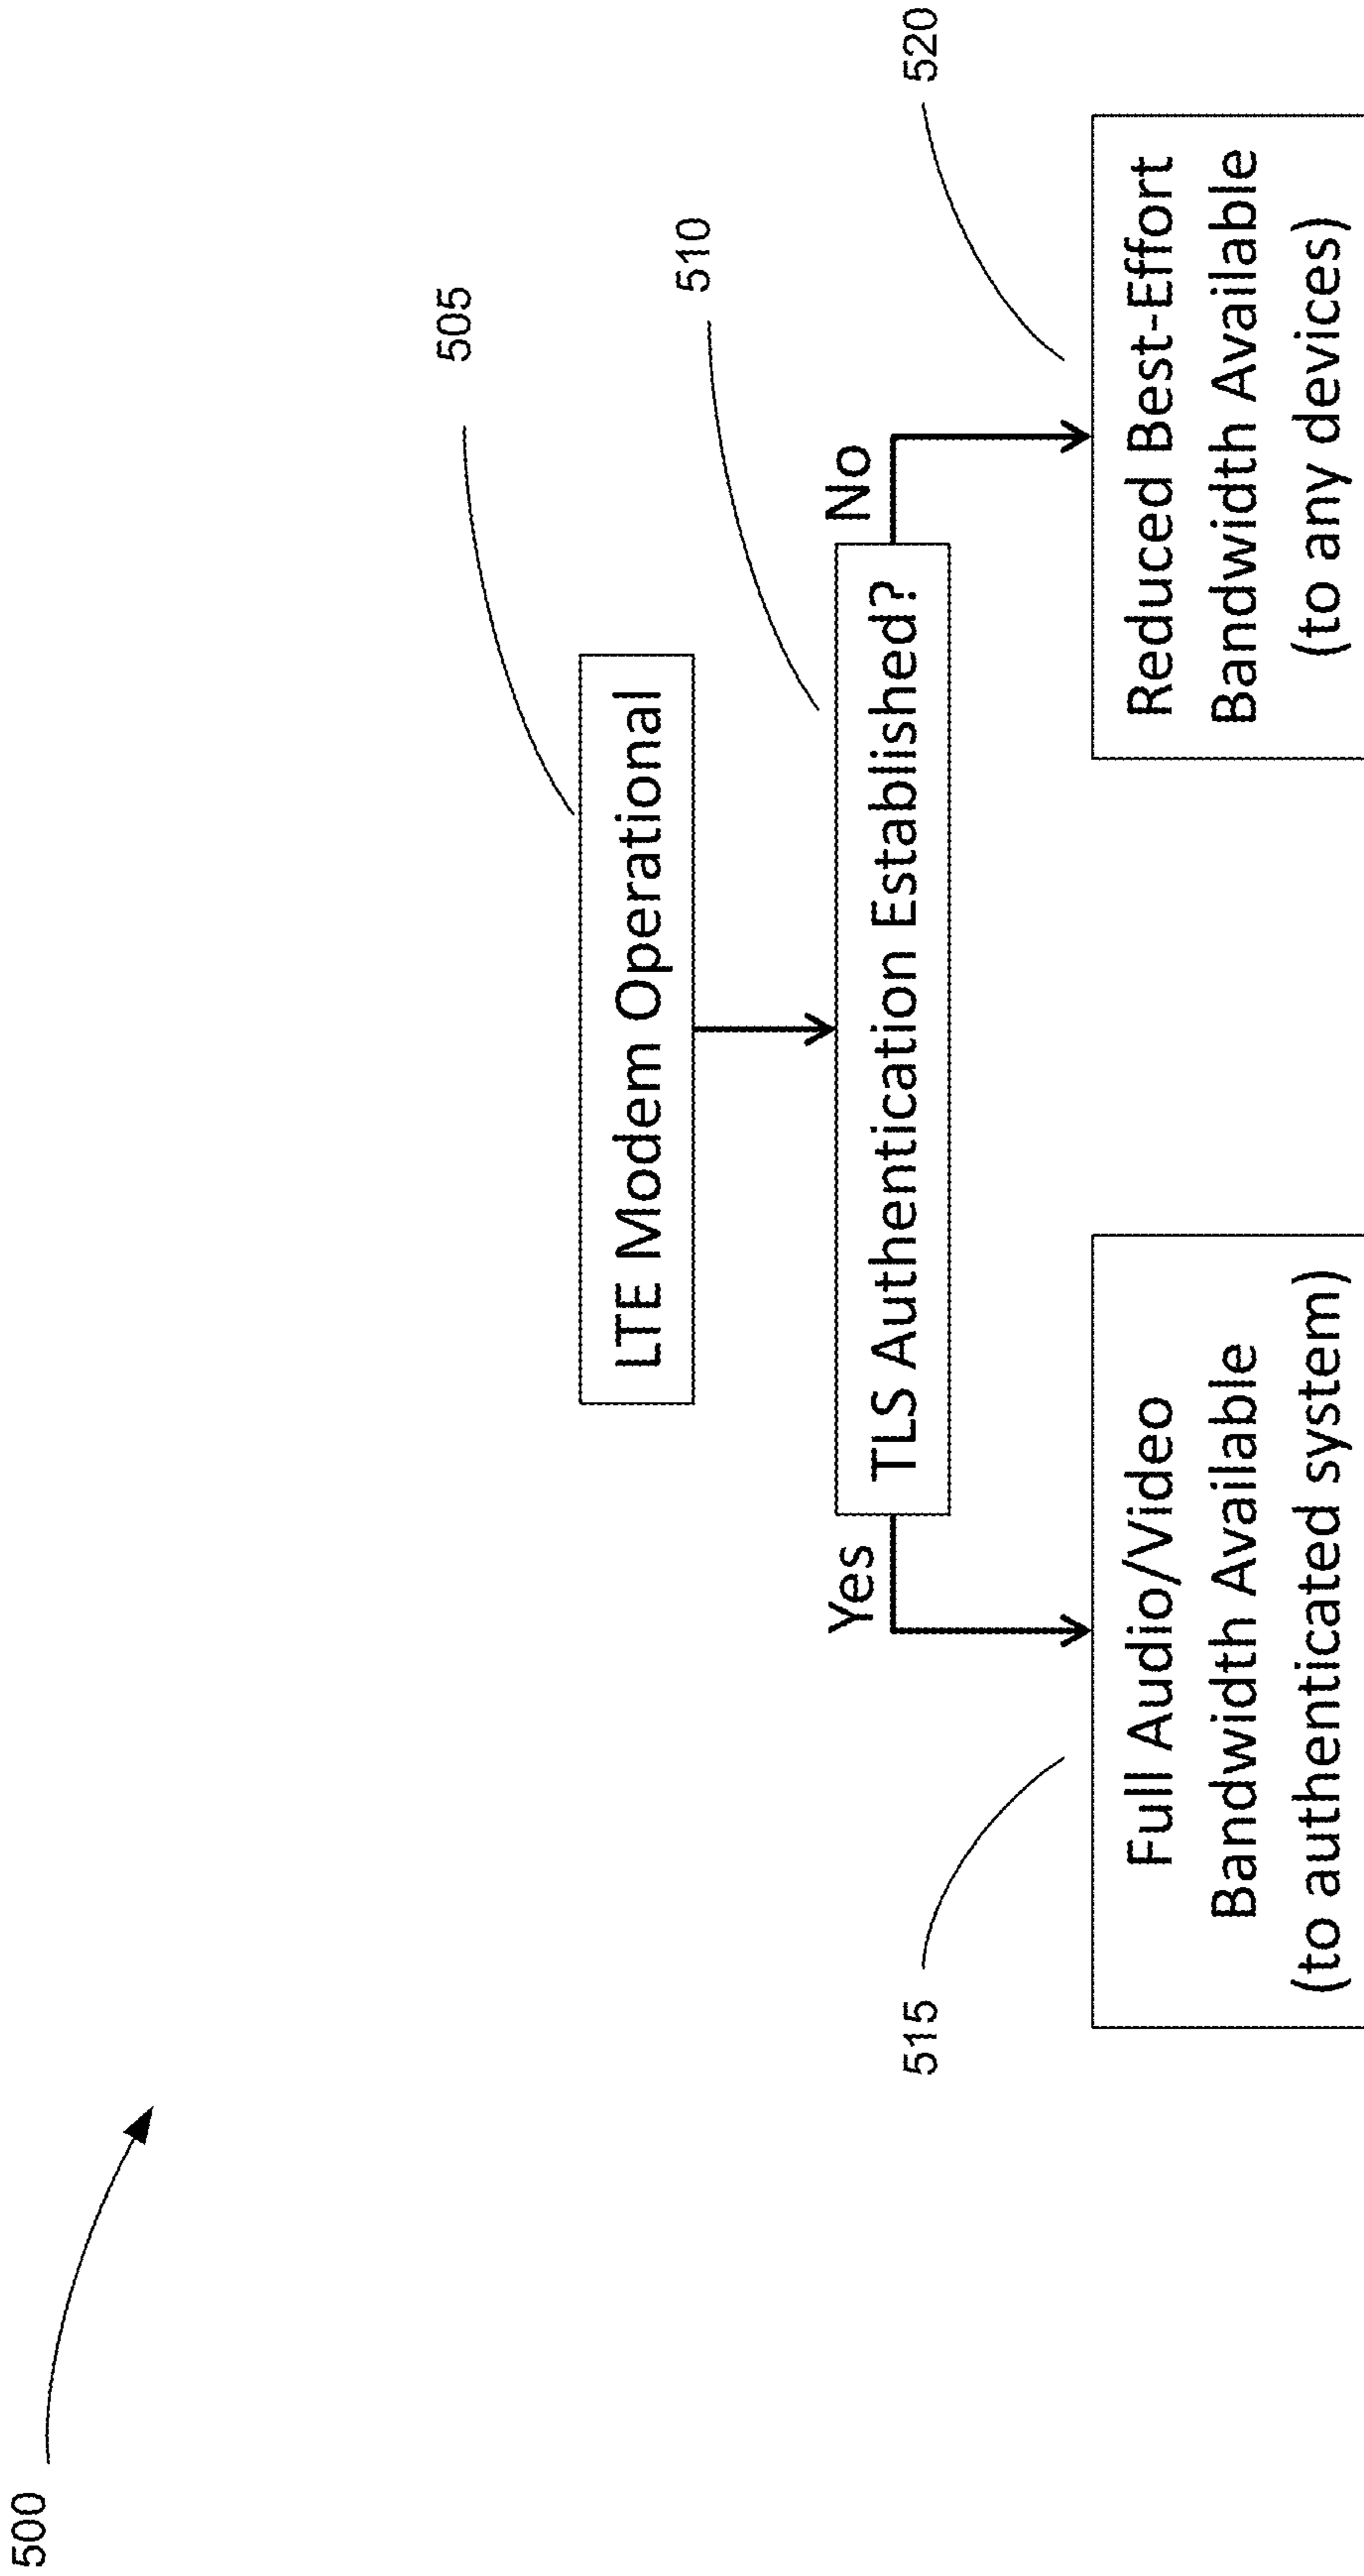 500
505
LTE Modem Operational
510
TLS Authentication Established?
Yes
No
515
520
Full Audio/Video
Bandwidth Available
(to authenticated system)
Reduced Best-Effort
Bandwidth Available
(to any devices)